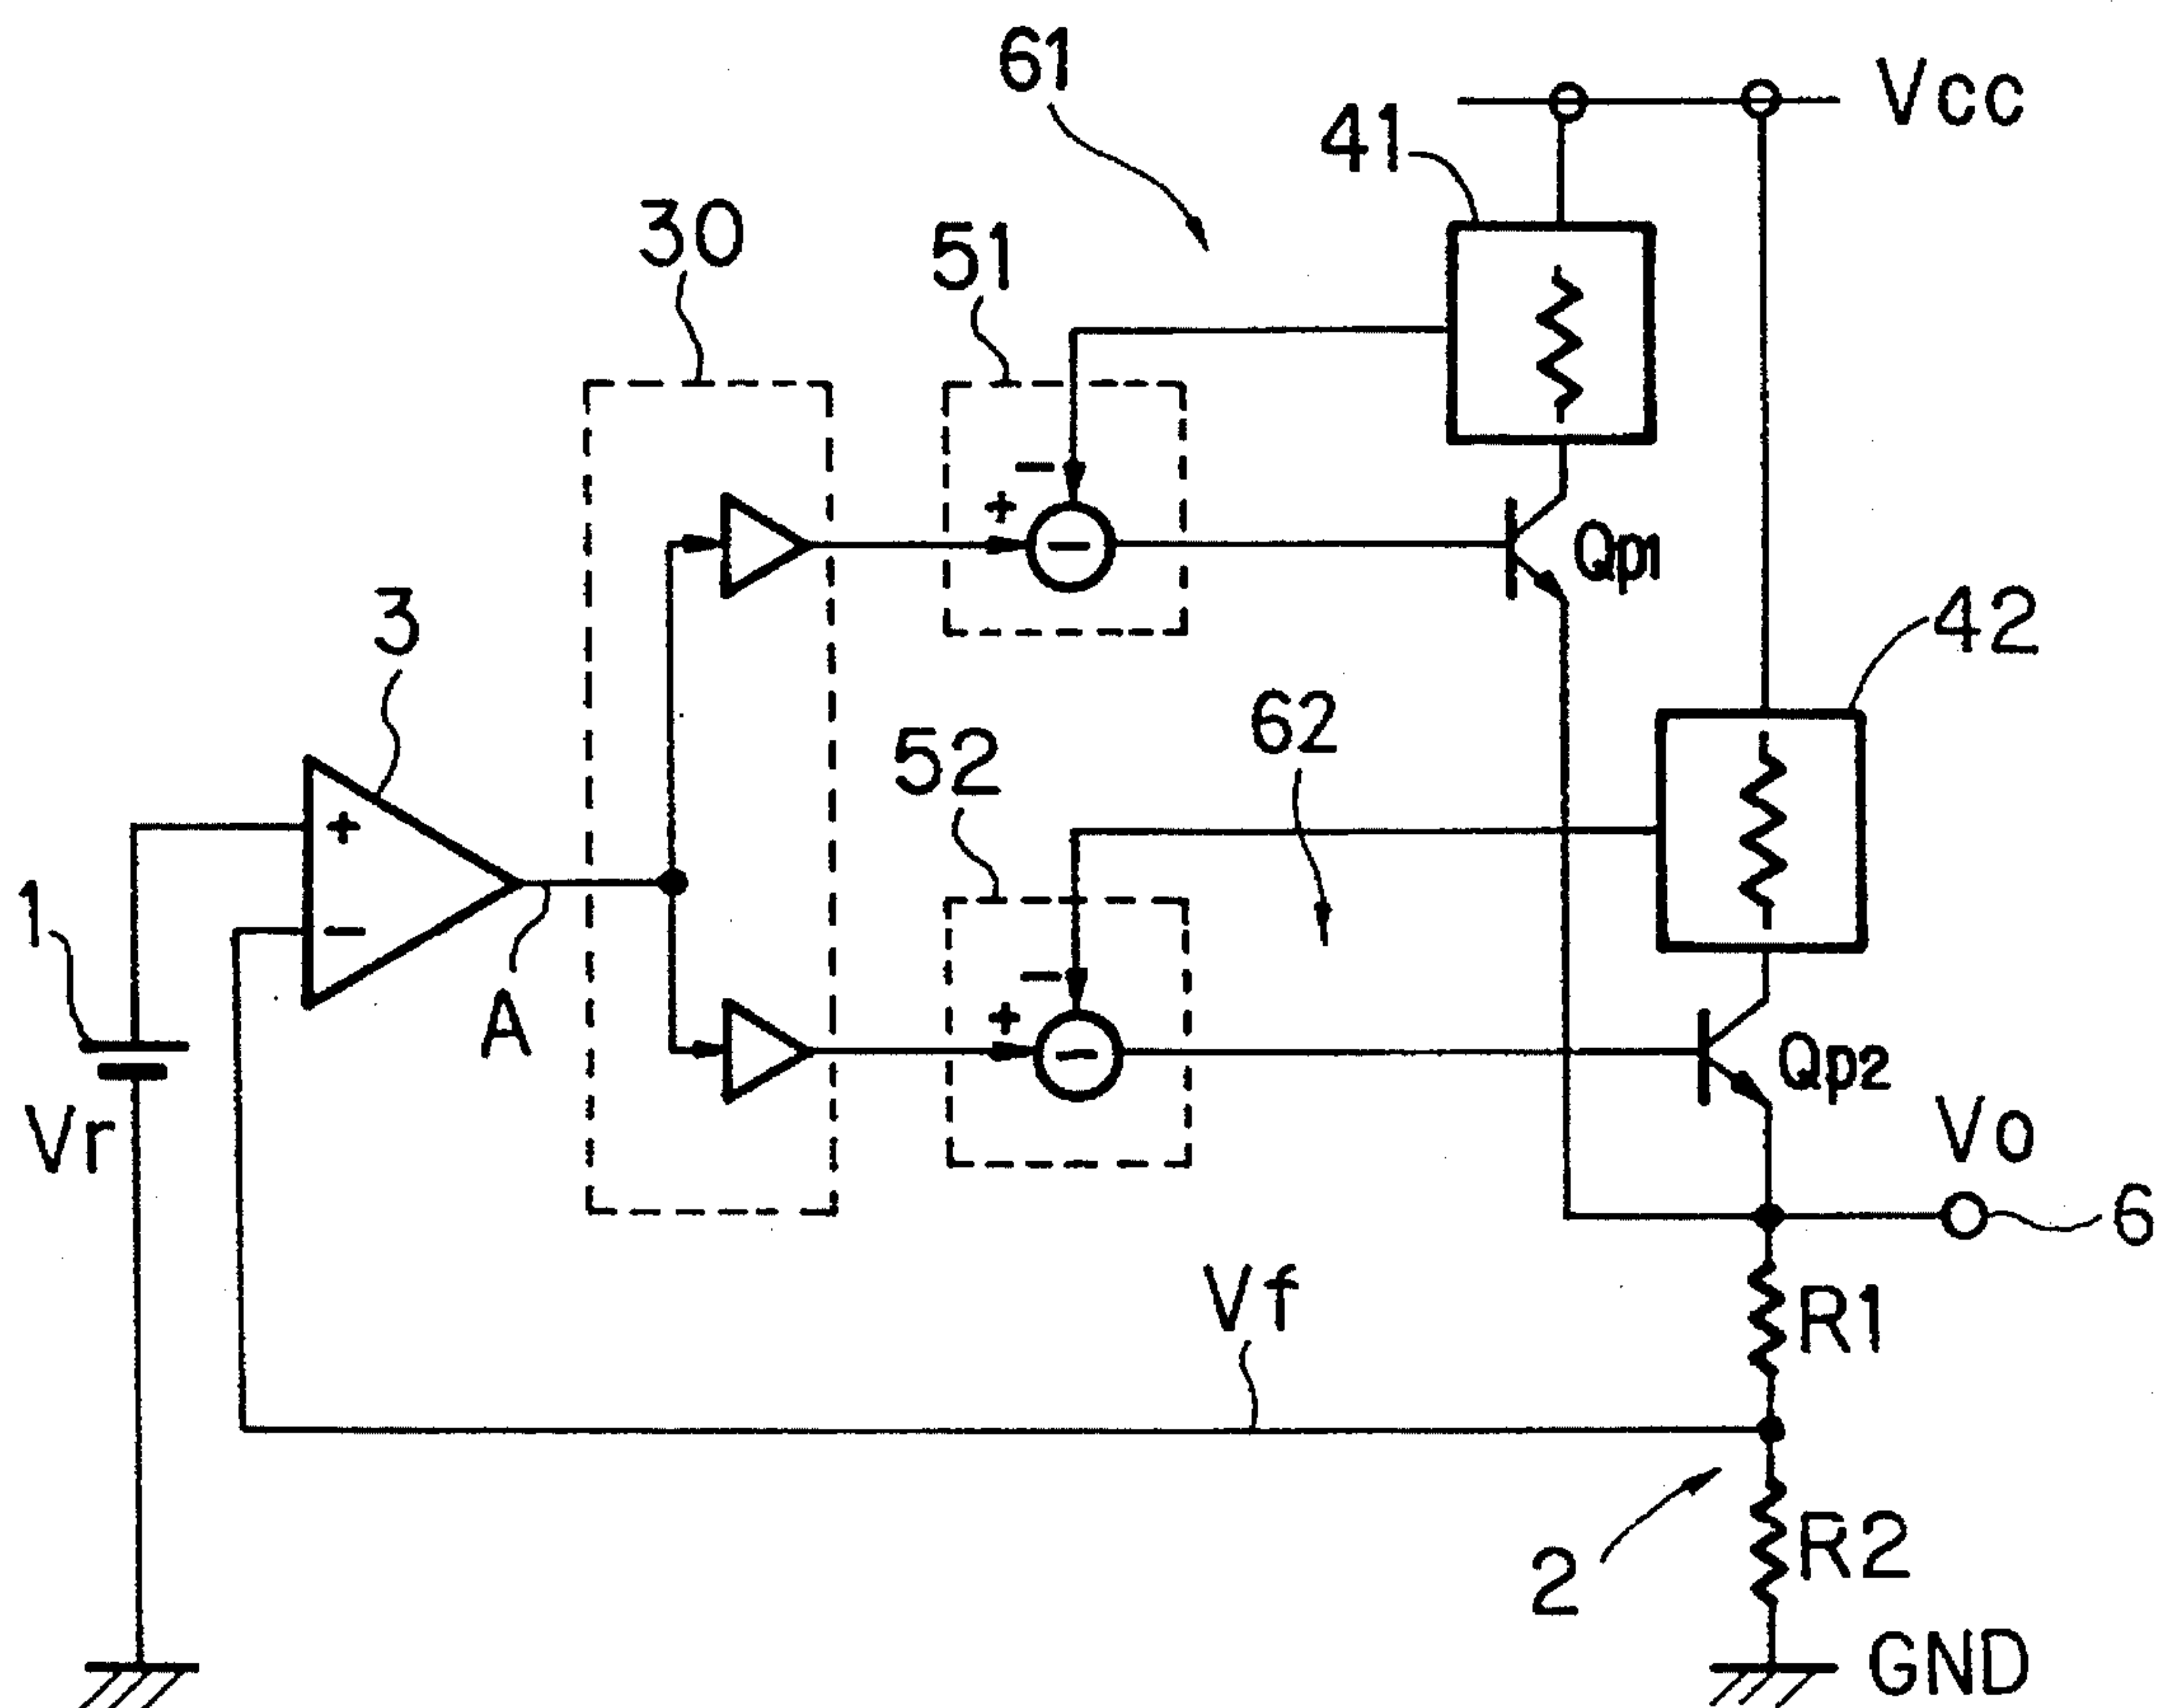 61
Vcc
41
30
51
Qp1
3
42
62
52
+
-
+
-
+
-
+
-
-
-
1
A
Qp2
Vr
Vo
6
Vf
R1
2
R2
GND